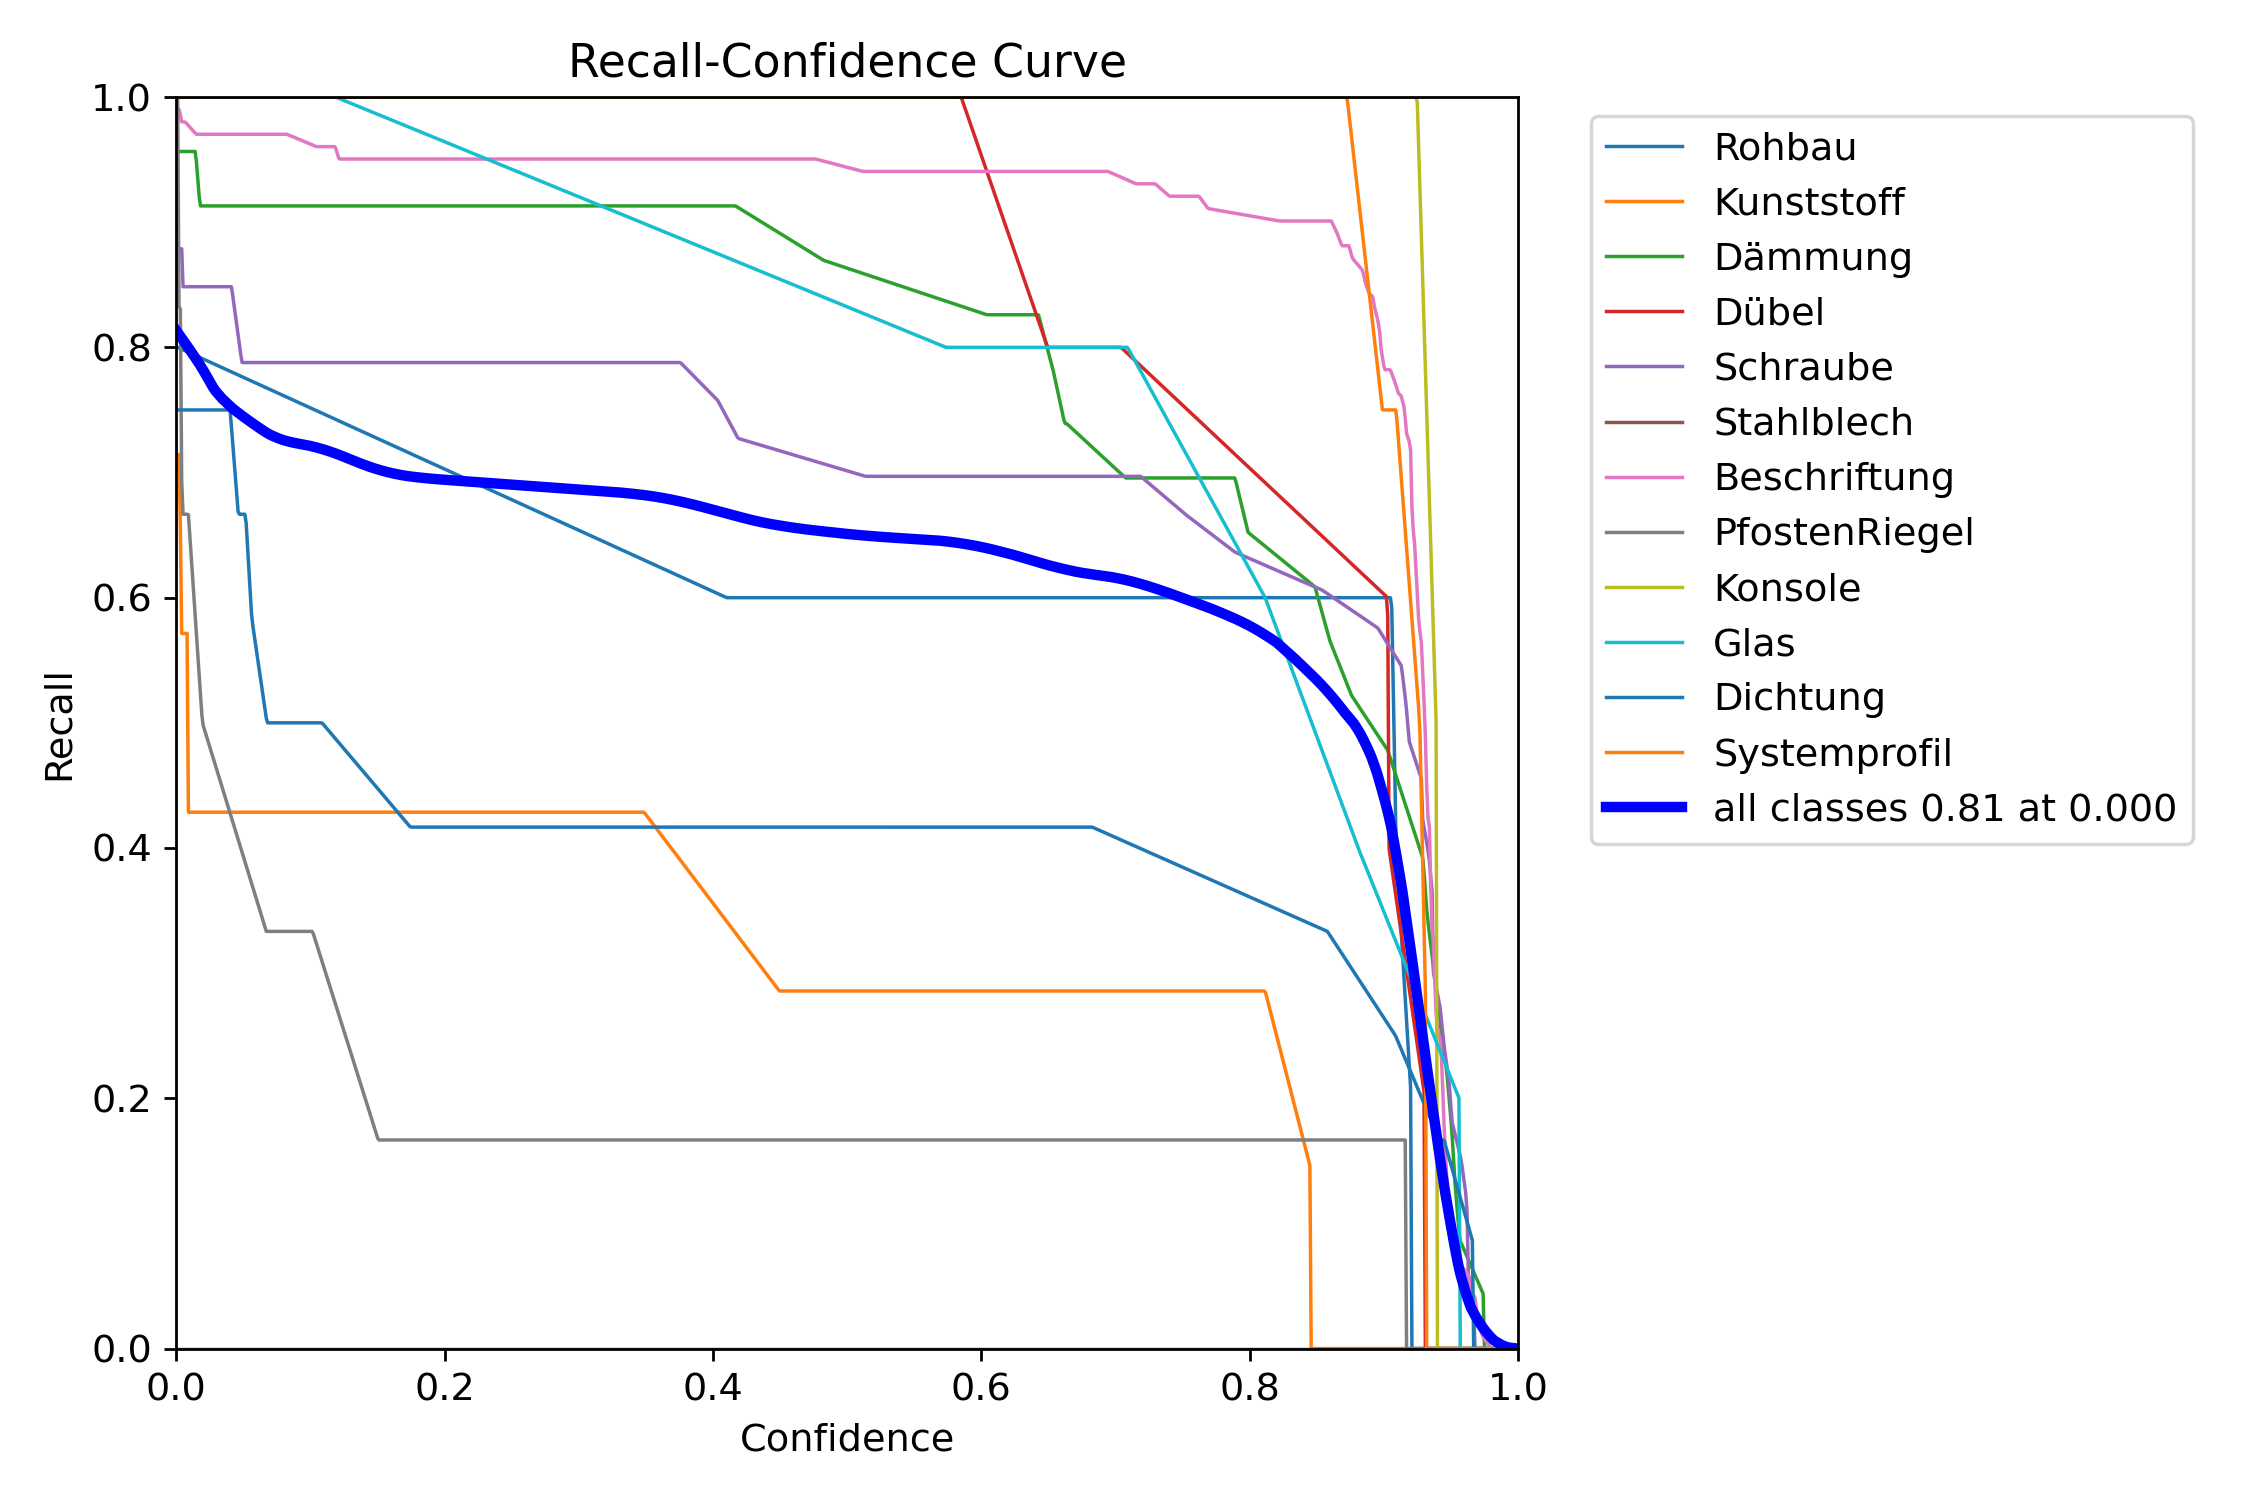 Recall-Confidence Curve
1.0
0.8
0.6
0.4
0.2
0.0
Recall
0.0 0.2 0.4 0.6 0.8 1.0
Confidence
Rohbau
Kunststoff
Dämmung
Dübel
Schraube
Stahlblech
Beschriftung
PfostenRiegel
Konsole
Glas
Dichtung
Systemprofil
all classes 0.81 at 0.000